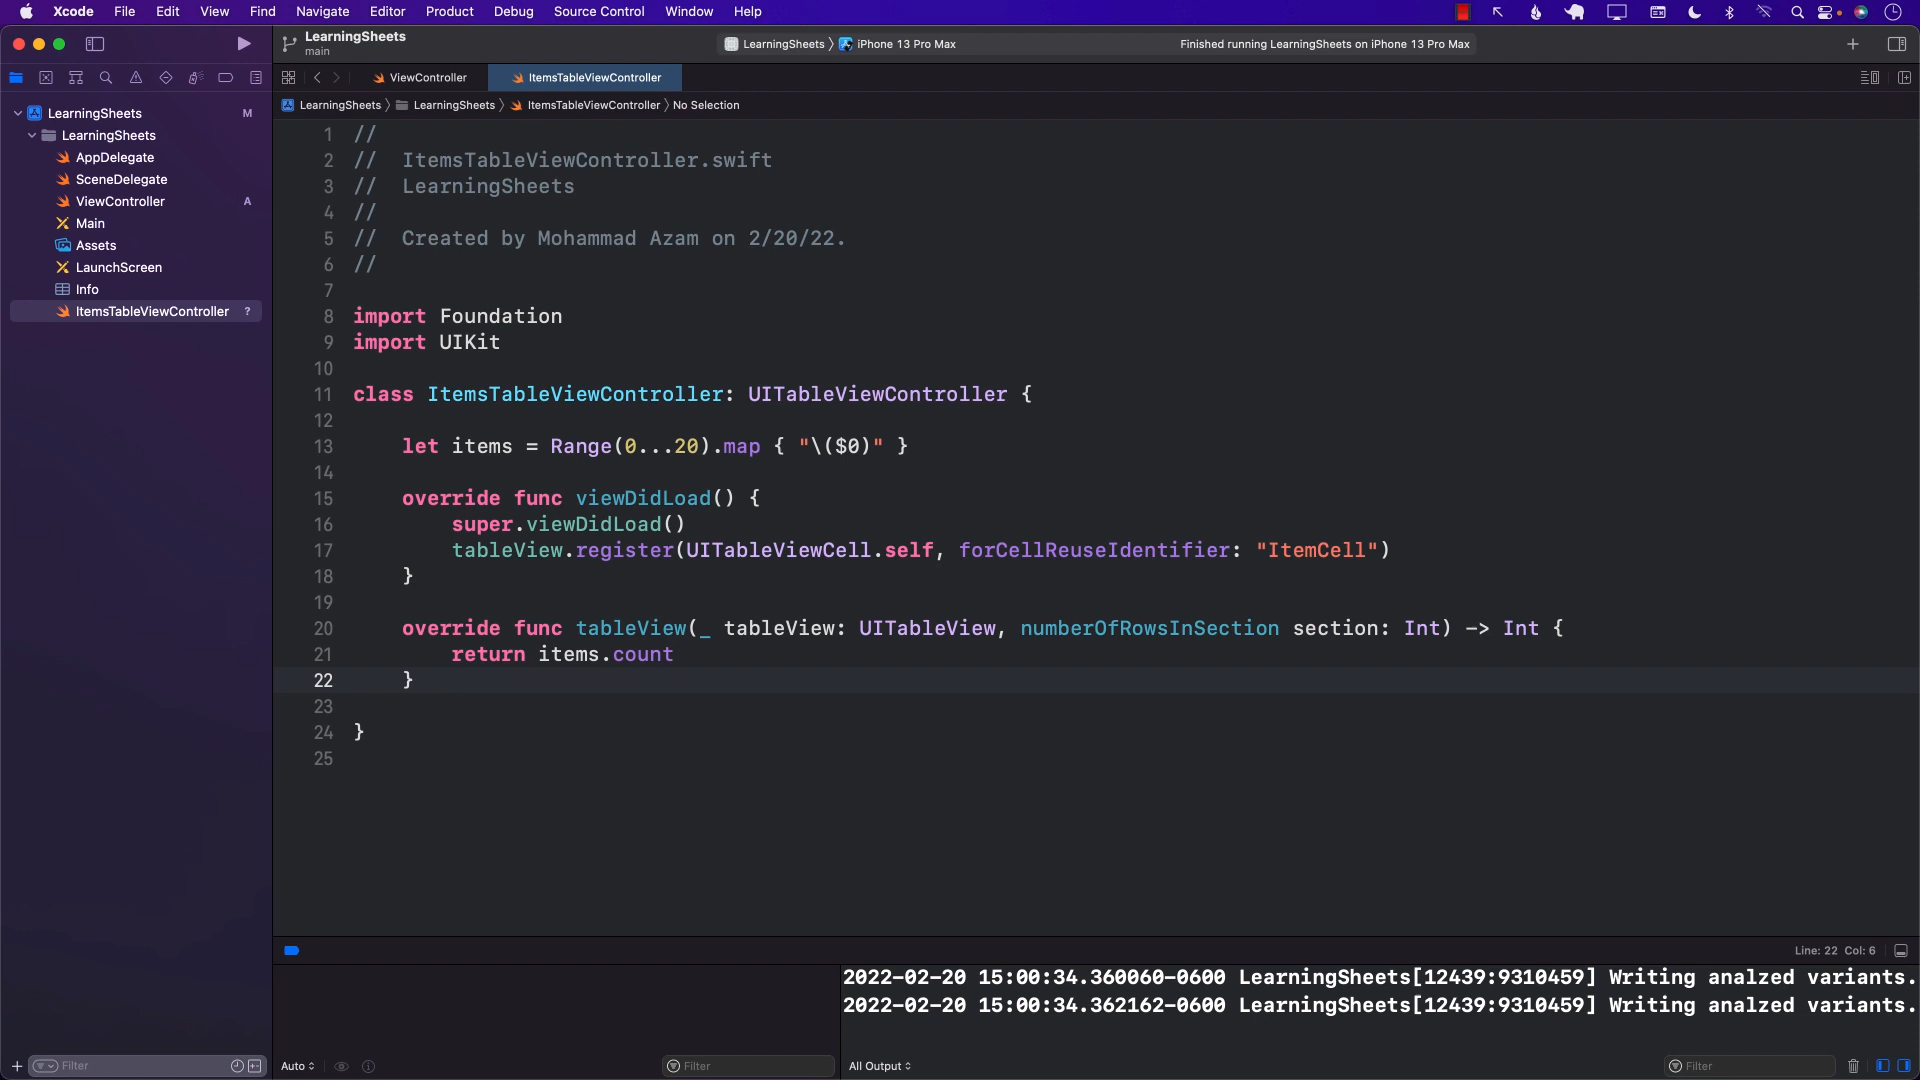 Xcode File Edit View Find Navigate Editor Product Debug Source Control Window Help
LearningSheets
main
LearningSheets iPhone 13 Pro Max
Finished running LearningSheets on iPhone 13 Pro Max
ViewController
ItemsTableViewController
LearningSheets LearningSheets ItemsTableViewController No Selection
LearningSheets M
LearningSheets
AppDelegate
SceneDelegate
ViewController A
Main
Assets
LaunchScreen
Info
ItemsTableViewController ?
1 //
2 //  ItemsTableViewController.swift
3 //  LearningSheets
4 //
5 //  Created by Mohammad Azam on 2/20/22.
6 //
7
8 import Foundation
9 import UIKit
10
11 class ItemsTableViewController: UITableViewController {
12
13     let items = Range(0...20).map { "\($0)" }
14
15     override func viewDidLoad() {
16         super.viewDidLoad()
17         tableView.register(UITableViewCell.self, forCellReuseIdentifier: "ItemCell")
18     }
19
20     override func tableView(_ tableView: UITableView, numberOfRowsInSection section: Int) -> Int {
21         return items.count
22     }
23
24 }
25
Line: 22 Col: 6
2022-02-20 15:00:34.360060-0600 LearningSheets[12439:9310459] Writing analzed variants.
2022-02-20 15:00:34.362162-0600 LearningSheets[12439:9310459] Writing analzed variants.
Filter
Auto
Filter
All Output
Filter